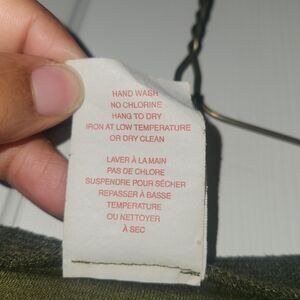 HAND WASH
NO CHLORINE
HANG TO DRY
IRON AT LOW TEMPERATURE
OR DRY CLEAN
LAVER À LA MAIN
PAS DE CHLORE
SUSPENDRE POUR SÉCHER
REPASSER À BASSE
TEMPERATURE
OU NETTOYER
À SEC